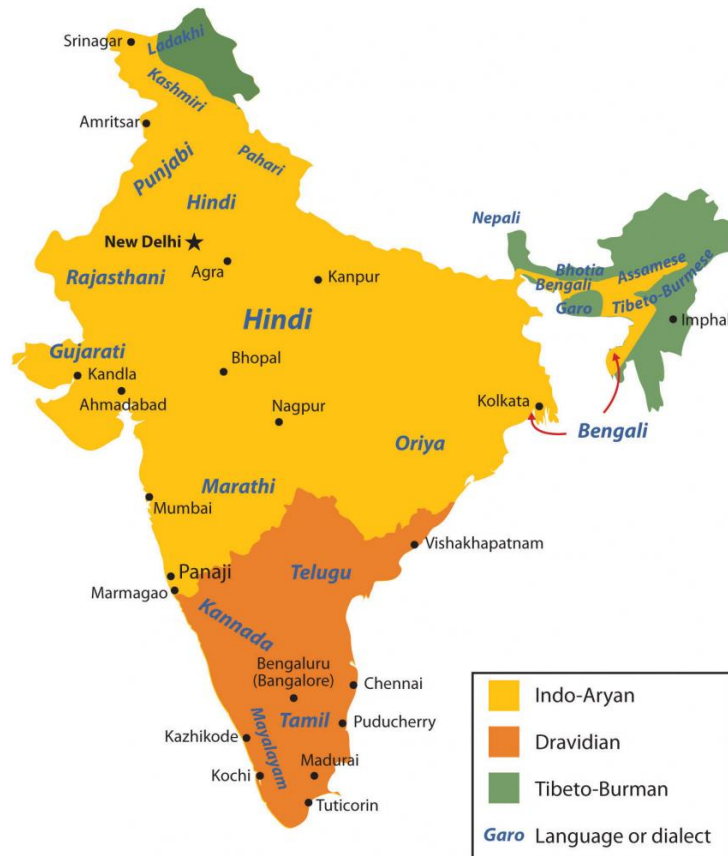 Srinagar
Ladakhi
Kashmiri
Amritsar
Punjabi
Pahari
Hindi
Nepali
New Delhi
Bhotia
Assamese
Rajasthani
Agra
Bengali
Kanpur
Garo
Tibeto-Burmese
Hindi
Imphal
Gujarati
Bhopal
Kandla
Ahmadabad
Kolkata
Nagpur
Bengali
Oriya
Marathi
Mumbai
Vishakhapatnam
Panaji
Telugu
Marmagao
Kannada
Bengaluru
(Bangalore)
Chennai
Tamil
Puducherry
Kazhikode
Mayalayam
Madurai
Kochi
Tuticorin
Indo-Aryan
Dravidian
Tibeto-Burman
Garo Language or dialect